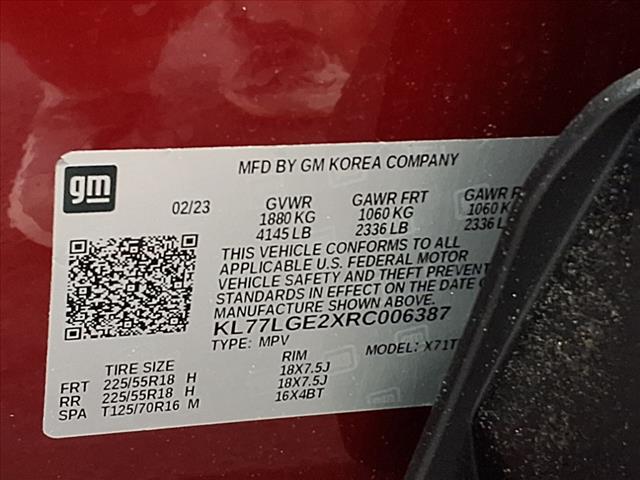 gm
MFD BY GM KOREA COMPANY
02/23 GVWR GAWR FRT GAWR
1880 KG 1060 KG 1060 KG
4145 LB 2336 LB 2336 LB
THIS VEHICLE CONFORMS TO ALL
APPLICABLE U.S. FEDERAL MOTOR
VEHICLE SAFETY AND THEFT PREVENT
STANDARDS IN EFFECT ON THE DATE O
MANUFACTURE SHOWN ABOVE.
KL77LGE2XRC006387
TYPE: MPV MODEL: X71T
TIRE SIZE RIM
FRT 225/55R18 H 18X7.5J
RR 225/55R18 H 18X7.5J
SPA T125/70R16 M 16X4BT